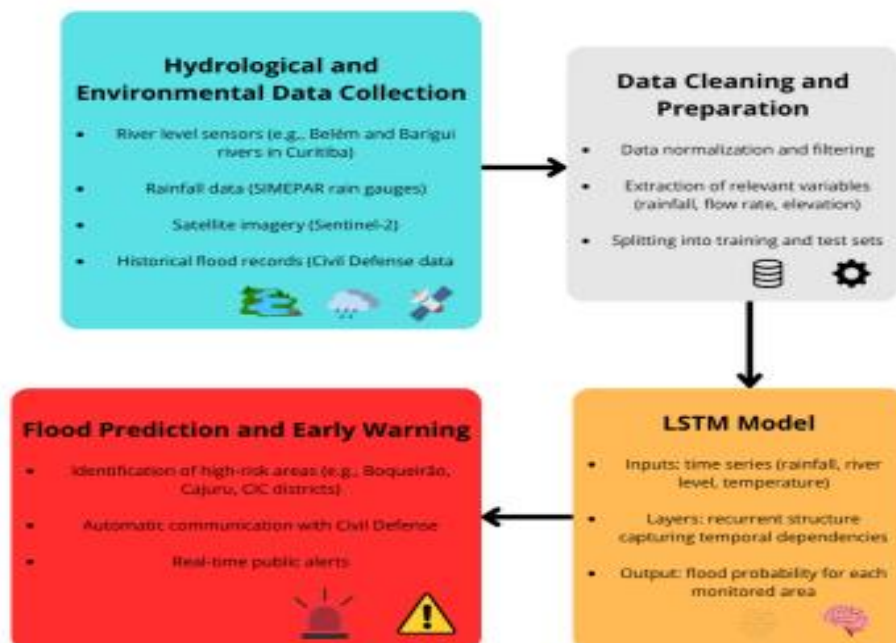 Hydrological and
Environmental Data Collection
• River level sensors (e.g., Belém and Barigui
rivers in Curitiba)
• Rainfall data (SIMEPAR rain gauges)
• Satellite imagery (Sentinel-2)
• Historical flood records (Civil Defense data
Data Cleaning and
Preparation
• Data normalization and filtering
• Extraction of relevant variables
(rainfall, flow rate, elevation)
• Splitting into training and test sets
LSTM Model
• Inputs: time series (rainfall, river
level, temperature)
• Layers: recurrent structure
capturing temporal dependencies
• Output: flood probability for each
monitored area
Flood Prediction and Early Warning
• Identification of high-risk areas (e.g., Boqueirão,
Cajuru, CIC districts)
• Automatic communication with Civil Defense
• Real-time public alerts